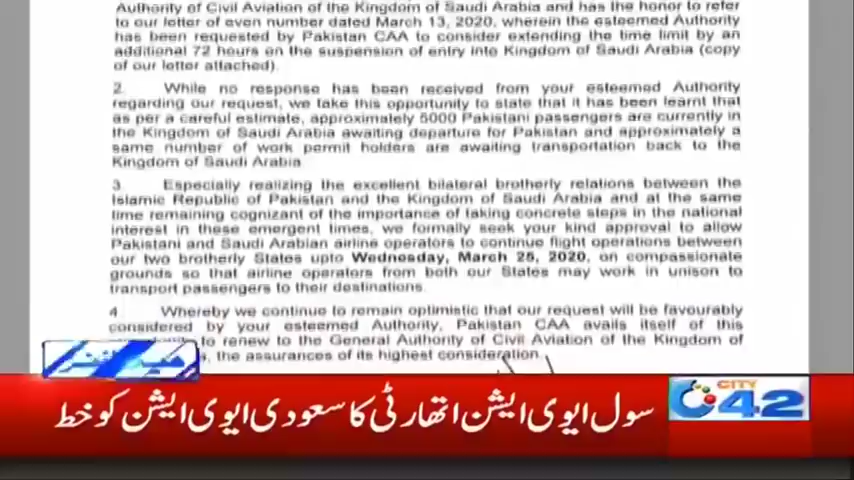 Authority of Civil Aviation of the Kingdom of Saudi Arabia and has the honor to refer
to our letter of even number dated March 13, 2020, wherein the esteemed Authority
has been requested by Pakistan CAA to consider extending the time limit by an
additional 72 hours on the suspension of entry into Kingdom of Saudi Arabia (copy
of our letter attached).
2. While no response has been received from your esteemed Authority
regarding our request, we take this opportunity to state that it has been learnt that
as per a careful estimate, approximately 5000 Pakistani passengers are currently in
the Kingdom of Saudi Arabia awaiting departure for Pakistan and approximately a
same number of work permit holders are awaiting transportation back to the
Kingdom of Saudi Arabia
3. Especially realizing the excellent bilateral brotherly relations between the
Islamic Republic of Pakistan and the Kingdom of Saudi Arabia and at the same
time remaining cognizant of the importance of taking concrete steps in the national
interest in these emergent times, we formally seek your kind approval to allow
Pakistani and Saudi Arabian airline operators to continue flight operations between
our two brotherly States upto Wednesday, March 25, 2020, on compassionate
grounds so that airline operators from both our States may work in unison to
transport passengers to their destinations.
4. Whereby we continue to remain optimistic that our request will be favourably
considered by your esteemed Authority, Pakistan CAA avails itself of this
to renew to the General Authority of Civil Aviation of the Kingdom of
, the assurances of its highest consideration.
سول ایوی ایشن اتھارٹی کا سعودی ایوی ایشن کو خط
CITY
42